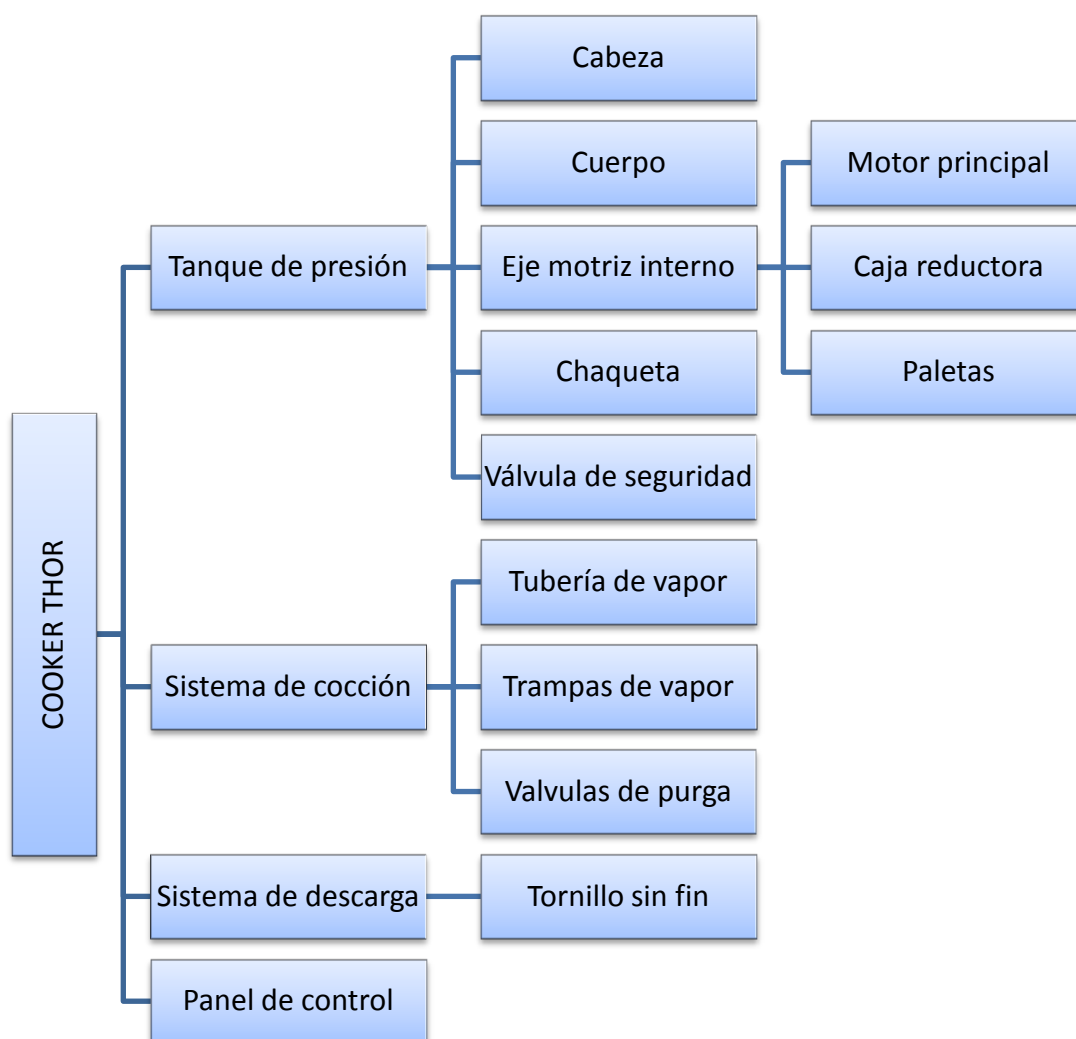 COOKER THOR
Tanque de presión
Cabeza
Cuerpo
Eje motriz interno
Motor principal
Caja reductora
Paletas
Chaqueta
Válvula de seguridad
Sistema de cocción
Tubería de vapor
Trampas de vapor
Valvulas de purga
Sistema de descarga
Tornillo sin fin
Panel de control